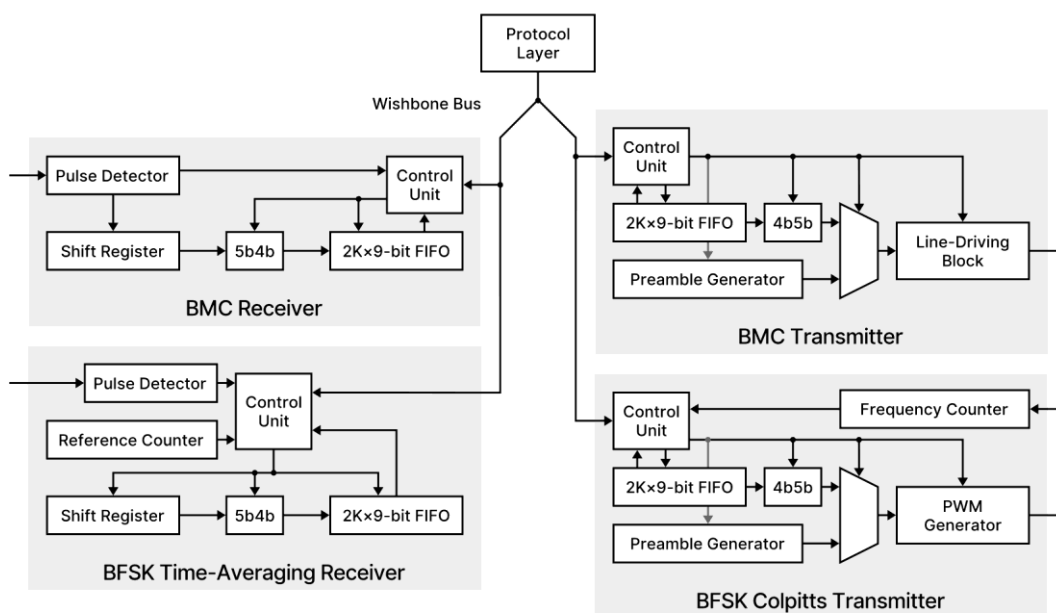 Protocol
Layer
Wishbone Bus
Pulse Detector
Control
Unit
Shift Register
5b4b
2K×9-bit FIFO
BMC Receiver
Pulse Detector
Control
Unit
Reference Counter
Shift Register
5b4b
2K×9-bit FIFO
BFSK Time-Averaging Receiver
Control
Unit
2K×9-bit FIFO
4b5b
Line-Driving
Block
Preamble Generator
BMC Transmitter
Control
Unit
Frequency Counter
2K×9-bit FIFO
4b5b
PWM
Generator
Preamble Generator
BFSK Colpitts Transmitter